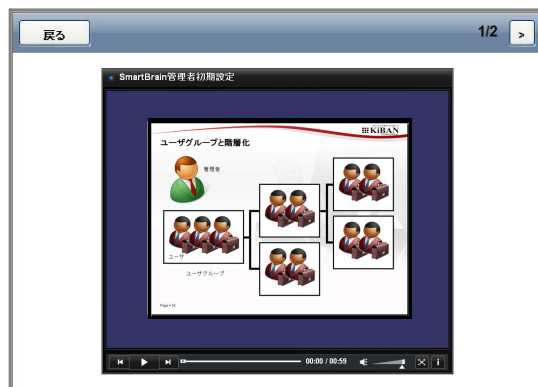 戻る
1/2
>
SmartBrain管理者初期設定
KiBAN
ユーザグループと階層化
管理者
ユーザ
ユーザグループ
00:00 / 00:59
i